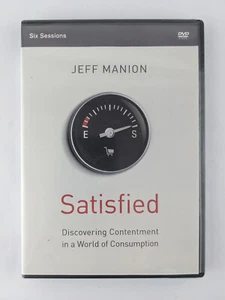 Six Sessions
DVD
JEFF MANION
E S
Satisfied
Discovering Contentment
in a World of Consumption